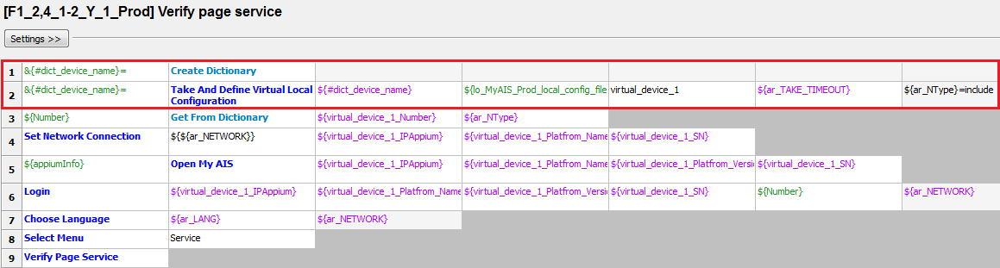 [F1_2,4_1-2_Y_1_Prod] Verify page service
Settings >>
1 &{#dict_device_name}= Create Dictionary
2 &{#dict_device_name}= Take And Define Virtual Local Configuration ${#dict_device_name} ${lo_MyAIS_Prod_local_config_file virtual_device_1 ${ar_TAKE_TIMEOUT} ${ar_NType}=include
3 ${Number} Get From Dictionary ${virtual_device_1_Number} ${ar_NType}
4 Set Network Connection ${${ar_NETWORK}} ${virtual_device_1_IPAppium} ${virtual_device_1_Platfrom_Name ${virtual_device_1_SN}
5 ${appiumInfo} Open My AIS ${virtual_device_1_IPAppium} ${virtual_device_1_Platfrom_Name ${virtual_device_1_Platfrom_Versi ${virtual_device_1_SN}
6 Login ${virtual_device_1_IPAppium} ${virtual_device_1_Platfrom_Name ${virtual_device_1_Platfrom_Versi ${virtual_device_1_SN} ${Number} ${ar_NETWORK}
7 Choose Language ${ar_LANG} ${ar_NETWORK}
8 Select Menu Service
9 Verify Page Service